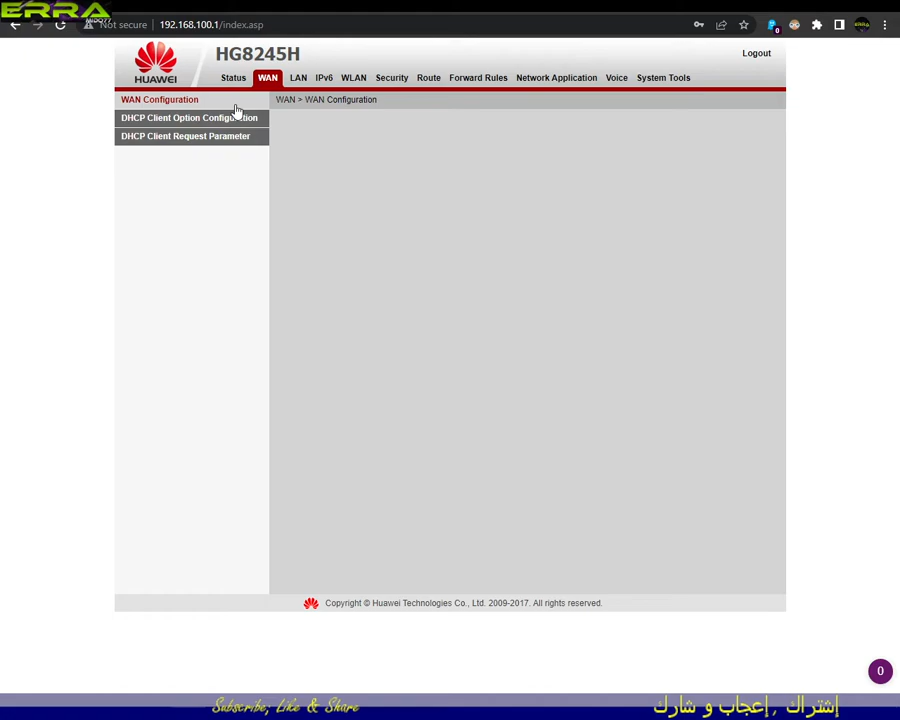 ERRA
MIDO77
Not secure
192.168.100.1/index.asp
0
HUAWEI
HG8245H
Logout
Status WAN LAN IPv6 WLAN Security Route Forward Rules Network Application Voice System Tools
WAN Configuration
WAN > WAN Configuration
DHCP Client Option Configuration
DHCP Client Request Parameter
Copyright © Huawei Technologies Co., Ltd. 2009-2017. All rights reserved.
0
Subscribe; Like & Share
إشتراك , إعجاب و شارك